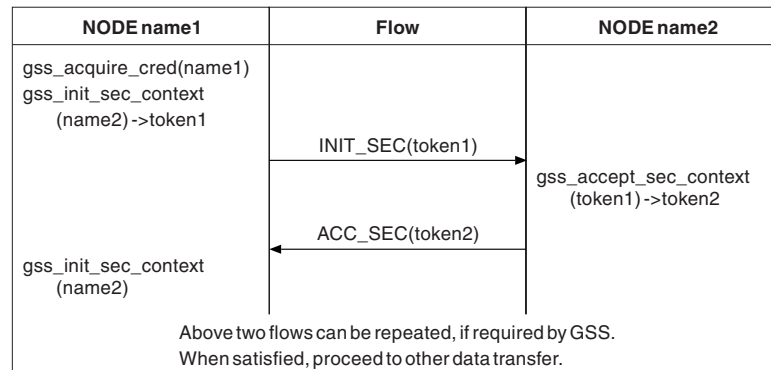 NODE name1
Flow
NODE name2
gss_acquire_cred(name1)
gss_init_sec_context
(name2) ->token1
INIT_SEC(token1)
gss_accept_sec_context
(token1) ->token2
ACC_SEC(token2)
gss_init_sec_context
(name2)
Above two flows can be repeated, if required by GSS.
When satisfied, proceed to other data transfer.